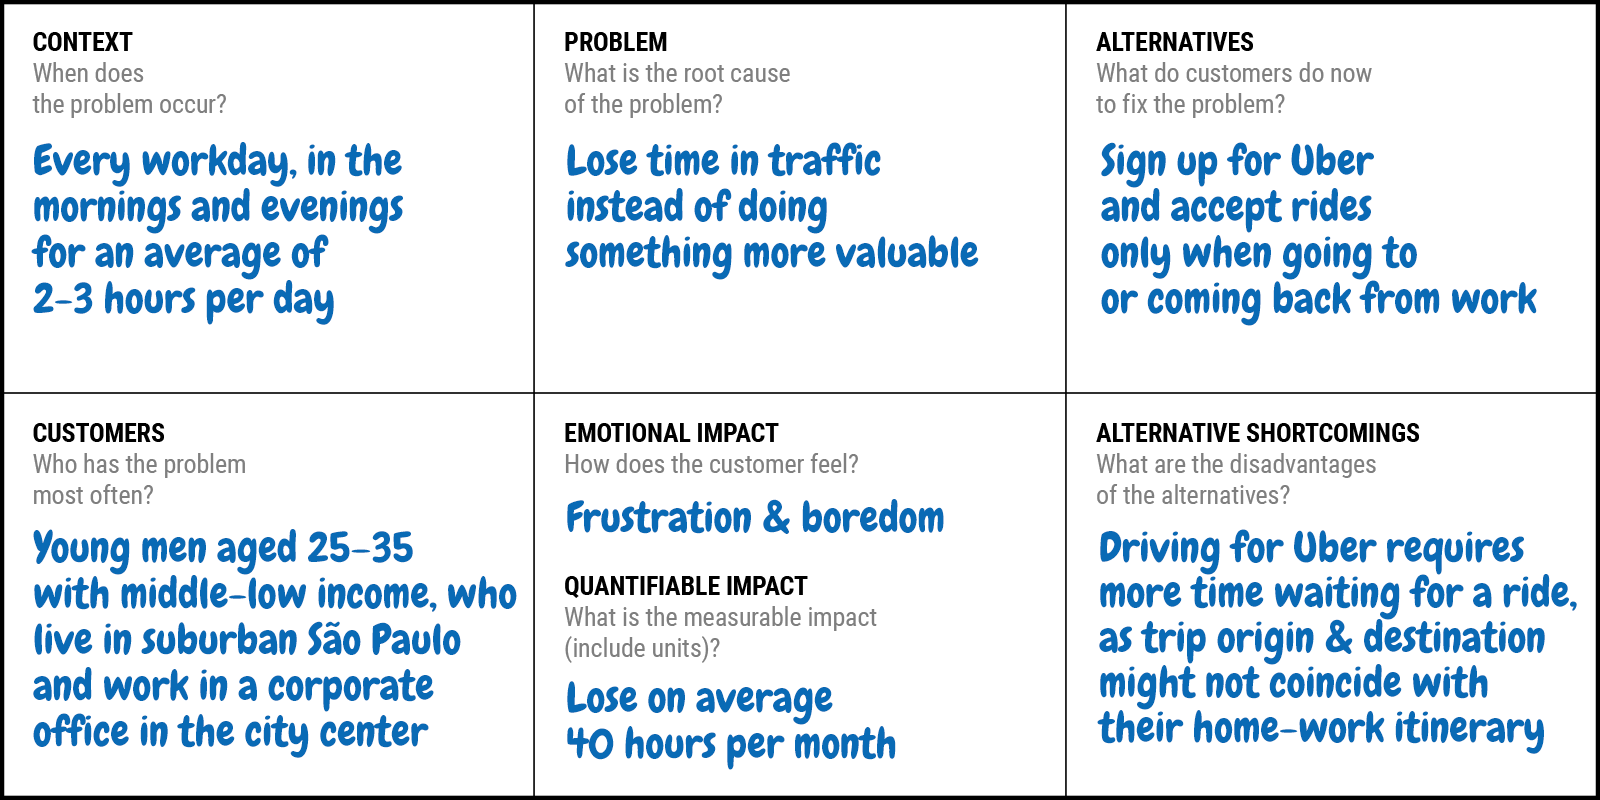 CONTEXT
When does
the problem occur?
Every workday, in the
mornings and evenings
for an average of
2-3 hours per day
PROBLEM
What is the root cause
of the problem?
Lose time in traffic
instead of doing
something more valuable
ALTERNATIVES
What do customers do now
to fix the problem?
Sign up for Uber
and accept rides
only when going to
or coming back from work
CUSTOMERS
Who has the problem
most often?
Young men aged 25-35
with middle-low income, who
live in suburban São Paulo
and work in a corporate
office in the city center
EMOTIONAL IMPACT
How does the customer feel?
Frustration & boredom
QUANTIFIABLE IMPACT
What is the measurable impact
(include units)?
Lose on average
40 hours per month
ALTERNATIVE SHORTCOMINGS
What are the disadvantages
of the alternatives?
Driving for Uber requires
more time waiting for a ride,
as trip origin & destination
might not coincide with
their home-work itinerary